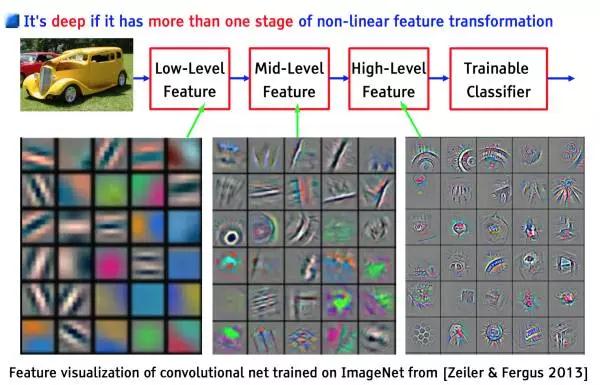 It's deep if it has more than one stage of non-linear feature transformation
Low-Level
Feature
Mid-Level
Feature
High-Level
Feature
Trainable
Classifier
Feature visualization of convolutional net trained on ImageNet from [Zeiler & Fergus 2013]